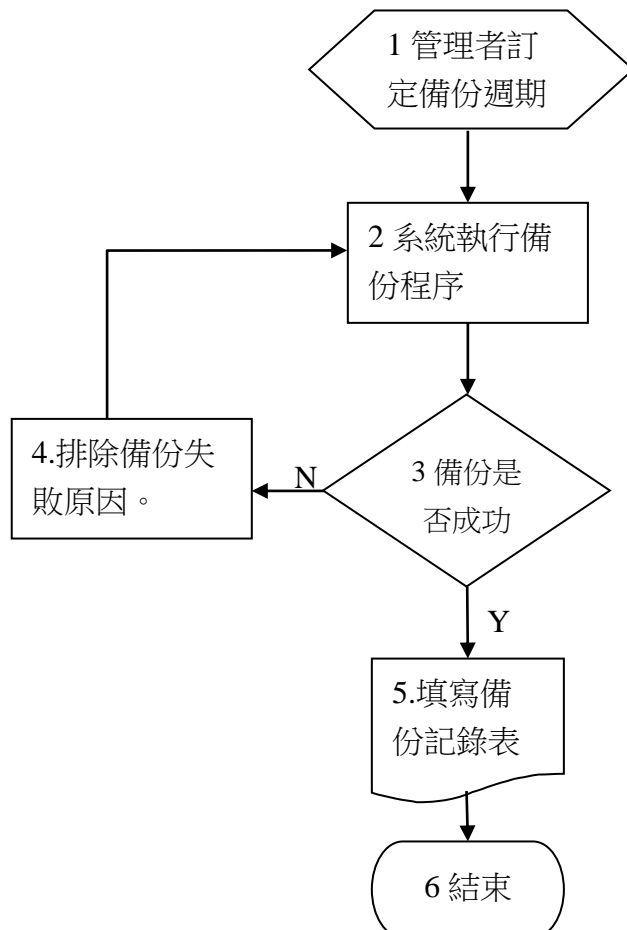 1 管理者訂
定備份週期
2 系統執行備
份程序
4.排除備份失
敗原因。
N
3 備份是
否成功
Y
5.填寫備
份記錄表
6 結束